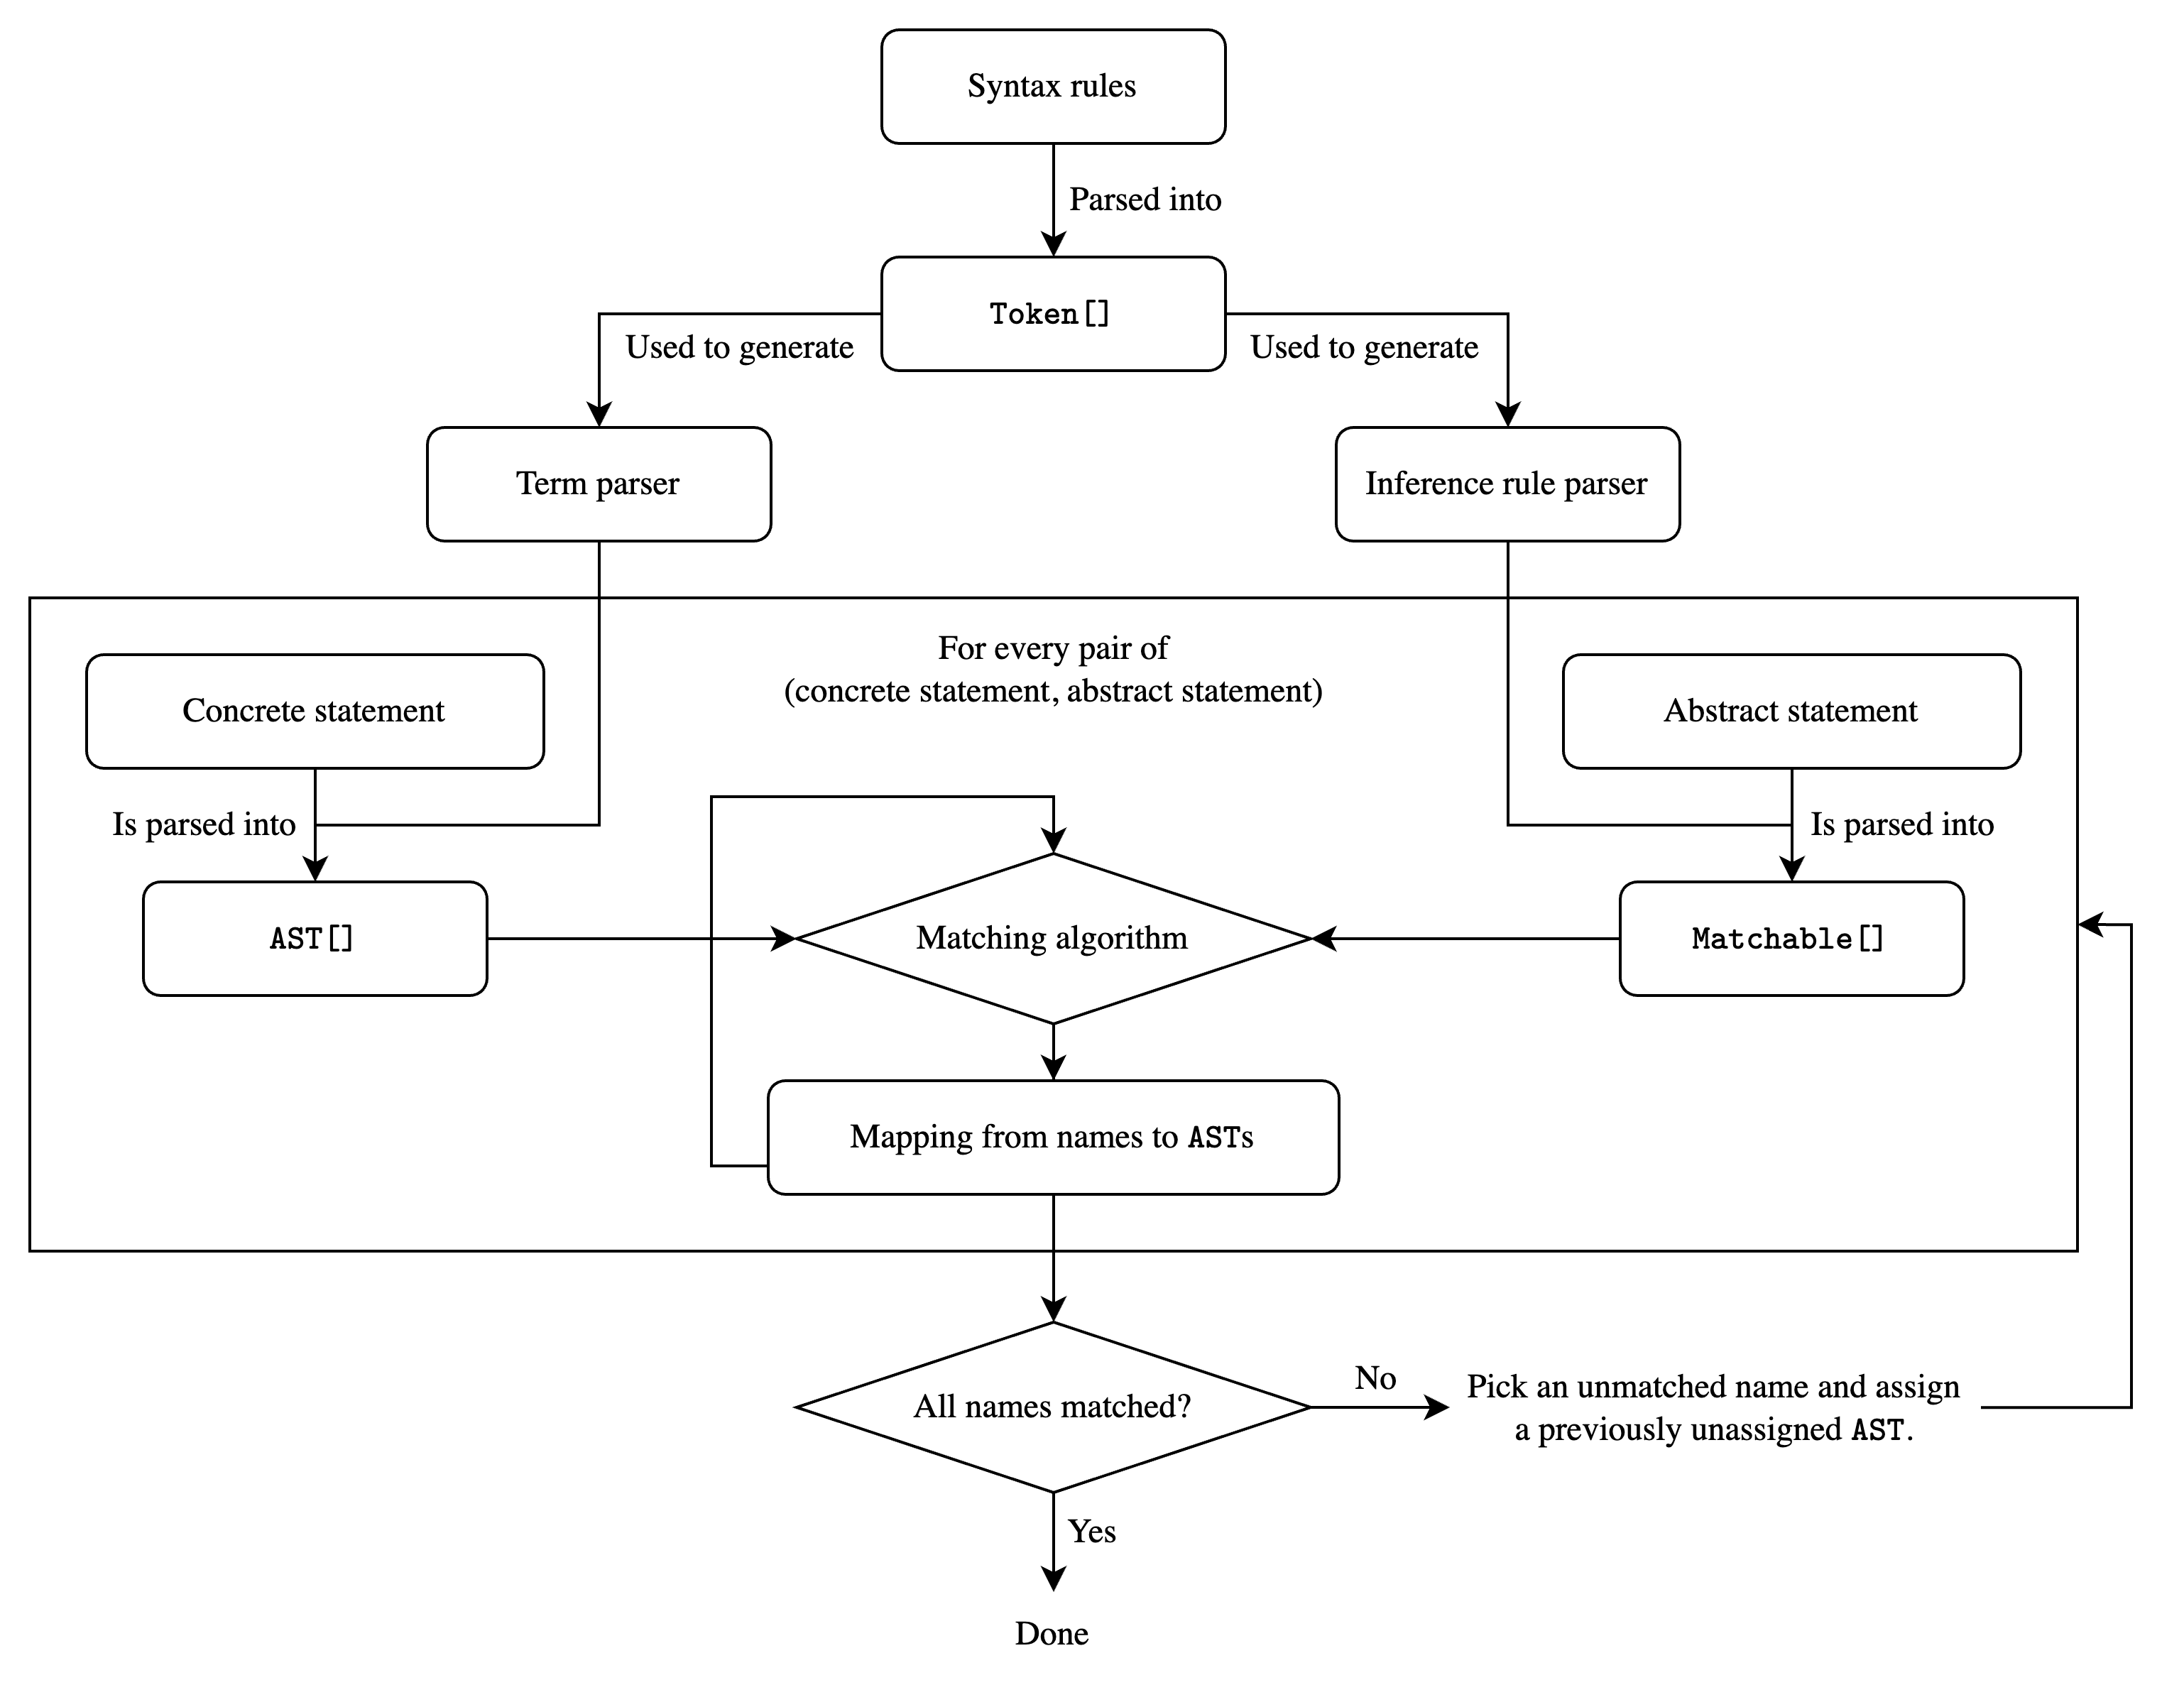 Syntax rules
Parsed into
Token[]
Used to generate
Used to generate
Term parser
Inference rule parser
For every pair of
(concrete statement, abstract statement)
Concrete statement
Abstract statement
Is parsed into
Is parsed into
AST[]
Matching algorithm
Matchable[]
Mapping from names to ASTs
All names matched?
No
Pick an unmatched name and assign
a previously unassigned AST.
Yes
Done